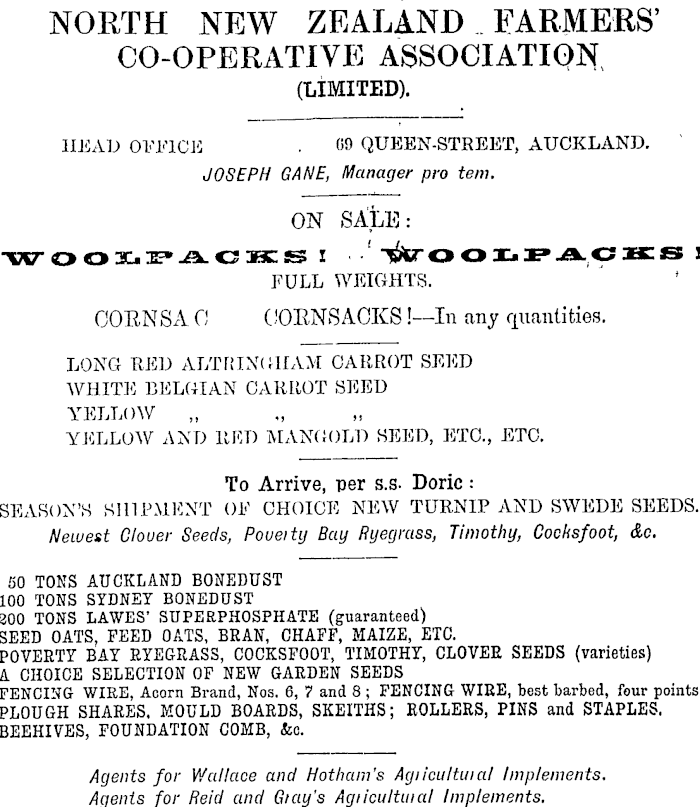 NORTH NEW ZEALAND FARMERS'
CO-OPERATIVE ASSOCIATION
(LIMITED).
HEAD OFFICE . 69 QUEEN-STREET, AUCKLAND.
JOSEPH GANE, Manager pro tem.
ON SALE:
WOOLPACKS! WOOLPACKS!
FULL WEIGHTS.
CORNSAC CORNSACKS!—In any quantities.
LONG RED ALTRINGHAM CARROT SEED
WHITE BELGIAN CARROT SEED
YELLOW ,, ,, ,,
YELLOW AND RED MANGOLD SEED, ETC., ETC.
To Arrive, per s.s. Doric:
SEASON'S SHIPMENT OF CHOICE NEW TURNIP AND SWEDE SEEDS.
Newest Clover Seeds, Poverty Bay Ryegrass, Timothy, Cocksfoot, &c.
50 TONS AUCKLAND BONEDUST
100 TONS SYDNEY BONEDUST
200 TONS LAWES' SUPERPHOSPHATE (guaranteed)
SEED OATS, FEED OATS, BRAN, CHAFF, MAIZE, ETC.
POVERTY BAY RYEGRASS, COCKSFOOT, TIMOTHY, CLOVER SEEDS (varieties)
A CHOICE SELECTION OF NEW GARDEN SEEDS
FENCING WIRE, Acorn Brand, Nos. 6, 7 and 8; FENCING WIRE, best barbed, four points
PLOUGH SHARES, MOULD BOARDS, SKEITHS; ROLLERS, PINS and STAPLES.
BEEHIVES, FOUNDATION COMB, &c.
Agents for Wallace and Hotham's Agricultural Implements.
Agents for Reid and Gray's Agricultural Implements.